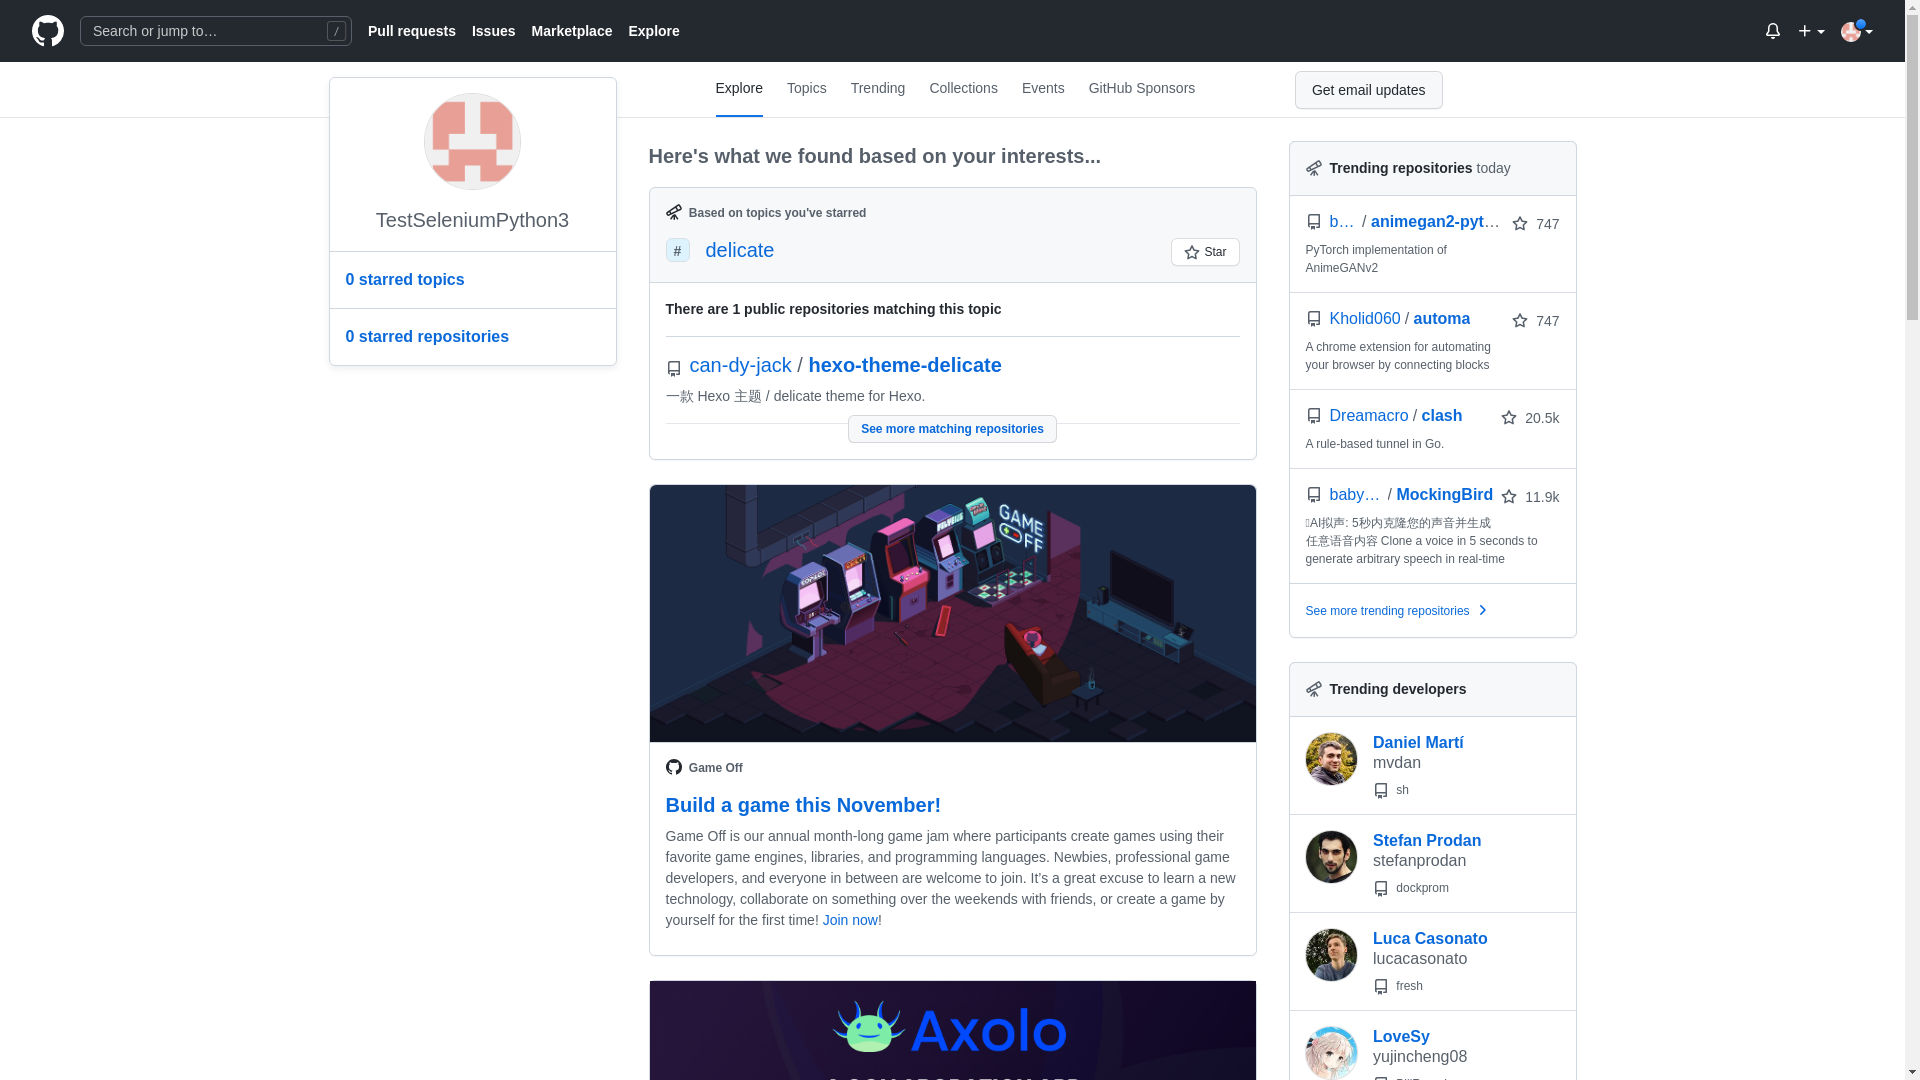 Search or jump to…
/
Pull requests
Issues
Marketplace
Explore
Explore
Topics
Trending
Collections
Events
GitHub Sponsors
Get email updates
TestSeleniumPython3
0 starred topics
0 starred repositories
Here's what we found based on your interests...
Based on topics you've starred
# delicate
Star
There are 1 public repositories matching this topic
can-dy-jack / hexo-theme-delicate
一款 Hexo 主题 / delicate theme for Hexo.
See more matching repositories
GAME
OFF
Game Off
Build a game this November!
Game Off is our annual month-long game jam where participants create games using their
favorite game engines, libraries, and programming languages. Newbies, professional game
developers, and everyone in between are welcome to join. It's a great excuse to learn a new
technology, collaborate on something over the weekends with friends, or create a game by
yourself for the first time! Join now!
Axolo
Trending repositories today
b… / animegan2-pyt… 747
PyTorch implementation of
AnimeGANv2
Kholid060 / automa 747
A chrome extension for automating
your browser by connecting blocks
Dreamacro / clash 20.5k
A rule-based tunnel in Go.
baby… / MockingBird 11.9k
AI拟声: 5秒内克隆您的声音并生成
任意语音内容 Clone a voice in 5 seconds to
generate arbitrary speech in real-time
See more trending repositories
Trending developers
Daniel Martí
mvdan
sh
Stefan Prodan
stefanprodan
dockprom
Luca Casonato
lucacasonato
fresh
LoveSy
yujincheng08